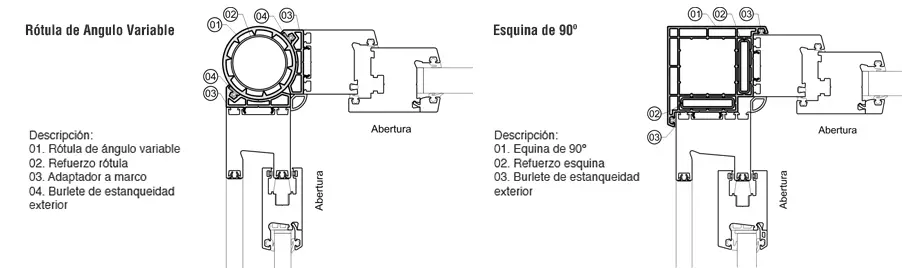 Rótula de Angulo Variable
02
04
03
01
04
03
Abertura
Abertura
Descripción:
01. Rótula de ángulo variable
02. Refuerzo rótula
03. Adaptador a marco
04. Burlete de estanqueidad
exterior
Esquina de 90º
01
02
03
02
03
Abertura
Abertura
Descripción:
01. Equina de 90º
02. Refuerzo esquina
03. Burlete de estanqueidad
exterior